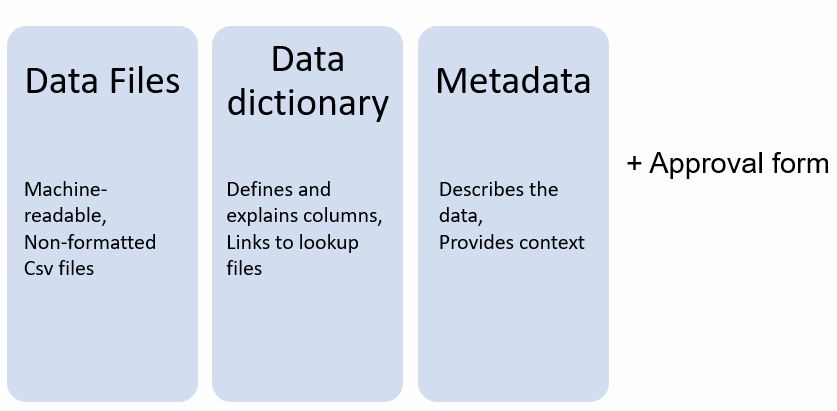 Data Files
Machine-
readable,
Non-formatted
Csv files
Data
dictionary
Defines and
explains columns,
Links to lookup
files
Metadata
Describes the
data,
Provides context
+ Approval form